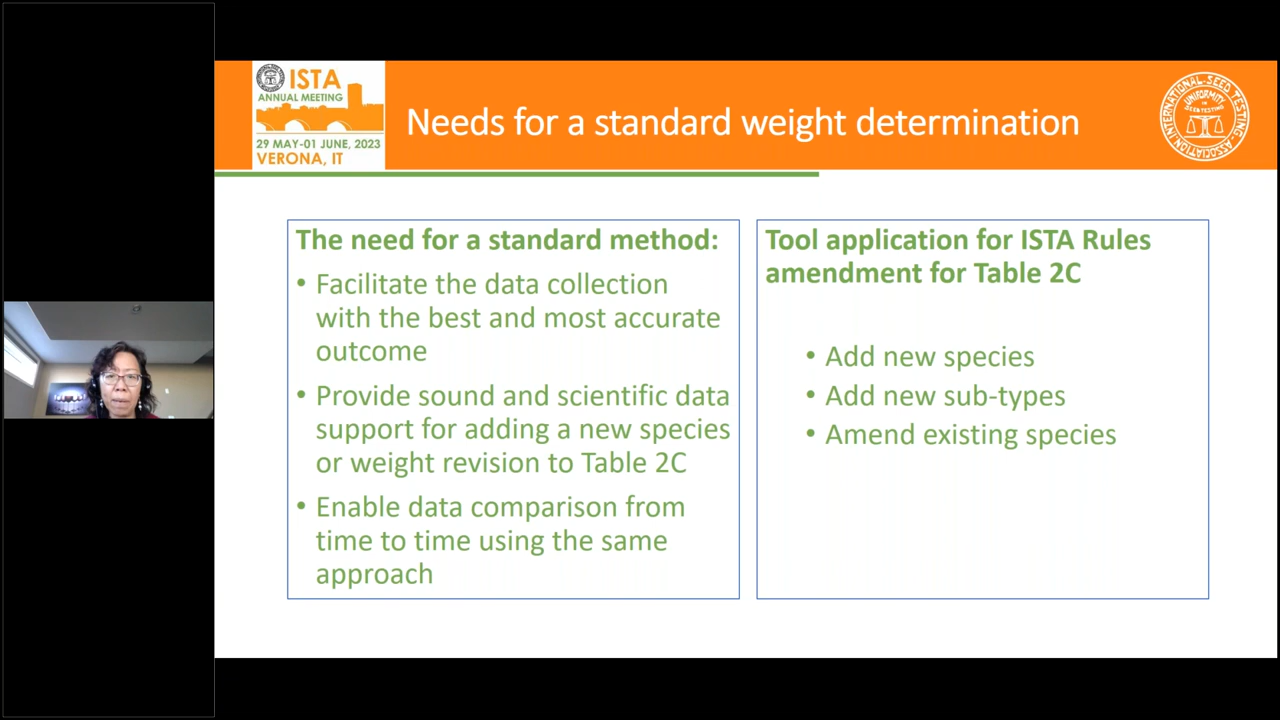 ISTA
ANNUAL MEETING
29 MAY-01 JUNE, 2023
VERONA, IT
Needs for a standard weight determination
INTERNATIONAL SEED TESTING ASSOCIATION
UNIFORMITY
IN
SEED TESTING
The need for a standard method:
• Facilitate the data collection
with the best and most accurate
outcome
• Provide sound and scientific data
support for adding a new species
or weight revision to Table 2C
• Enable data comparison from
time to time using the same
approach
Tool application for ISTA Rules
amendment for Table 2C
• Add new species
• Add new sub-types
• Amend existing species